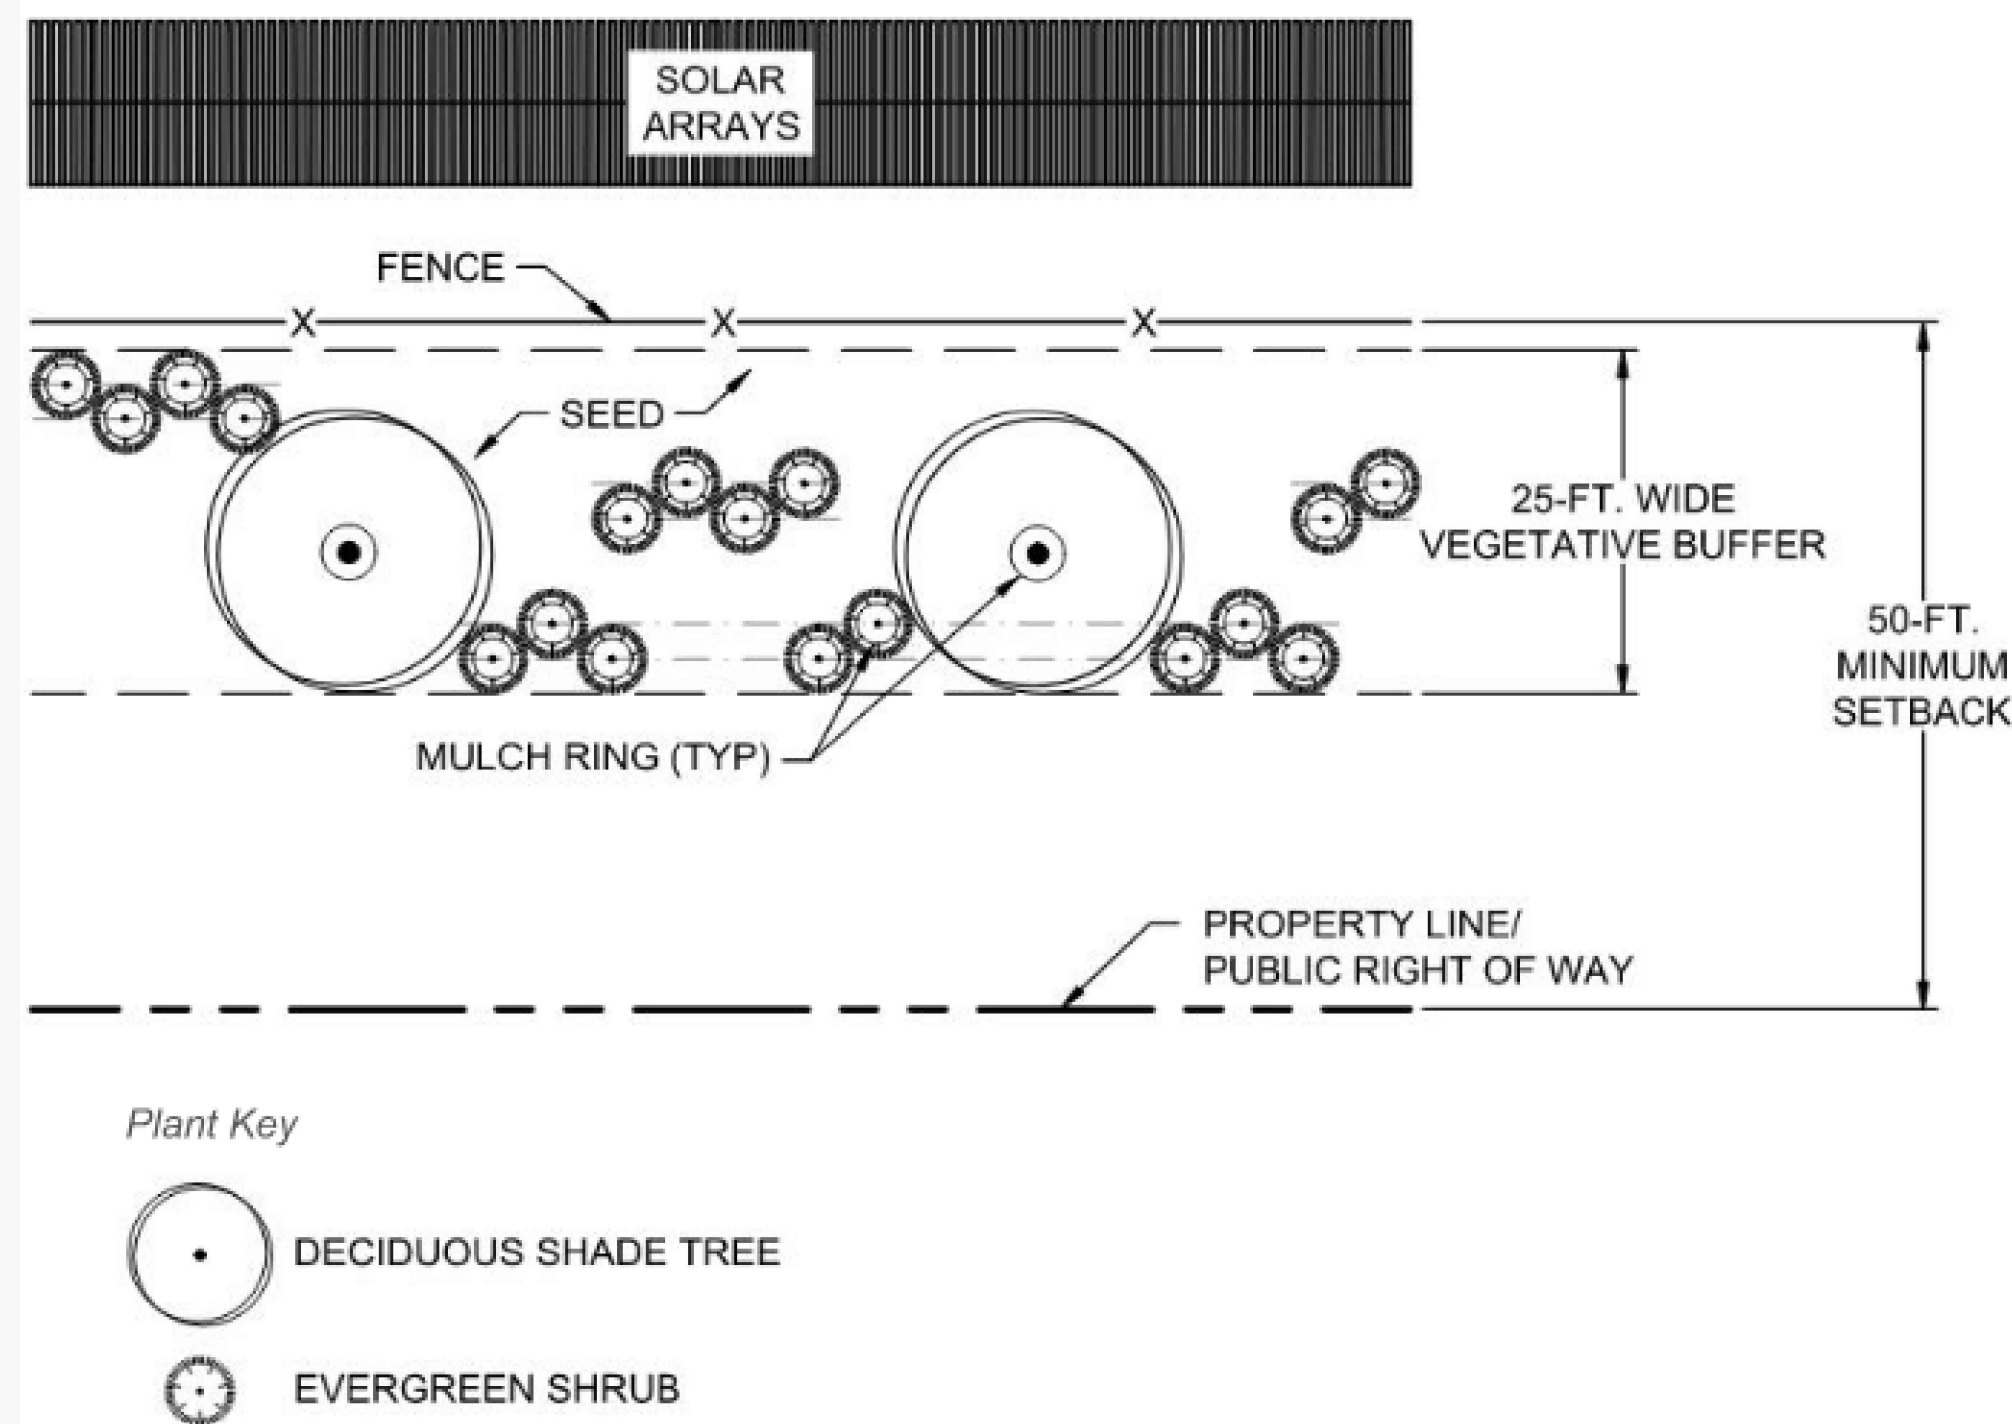 SOLAR
ARRAYS
FENCE
X X X
SEED
25-FT. WIDE
VEGETATIVE BUFFER
50-FT.
MINIMUM
SETBACK
MULCH RING (TYP)
PROPERTY LINE/
PUBLIC RIGHT OF WAY
Plant Key
DECIDUOUS SHADE TREE
EVERGREEN SHRUB